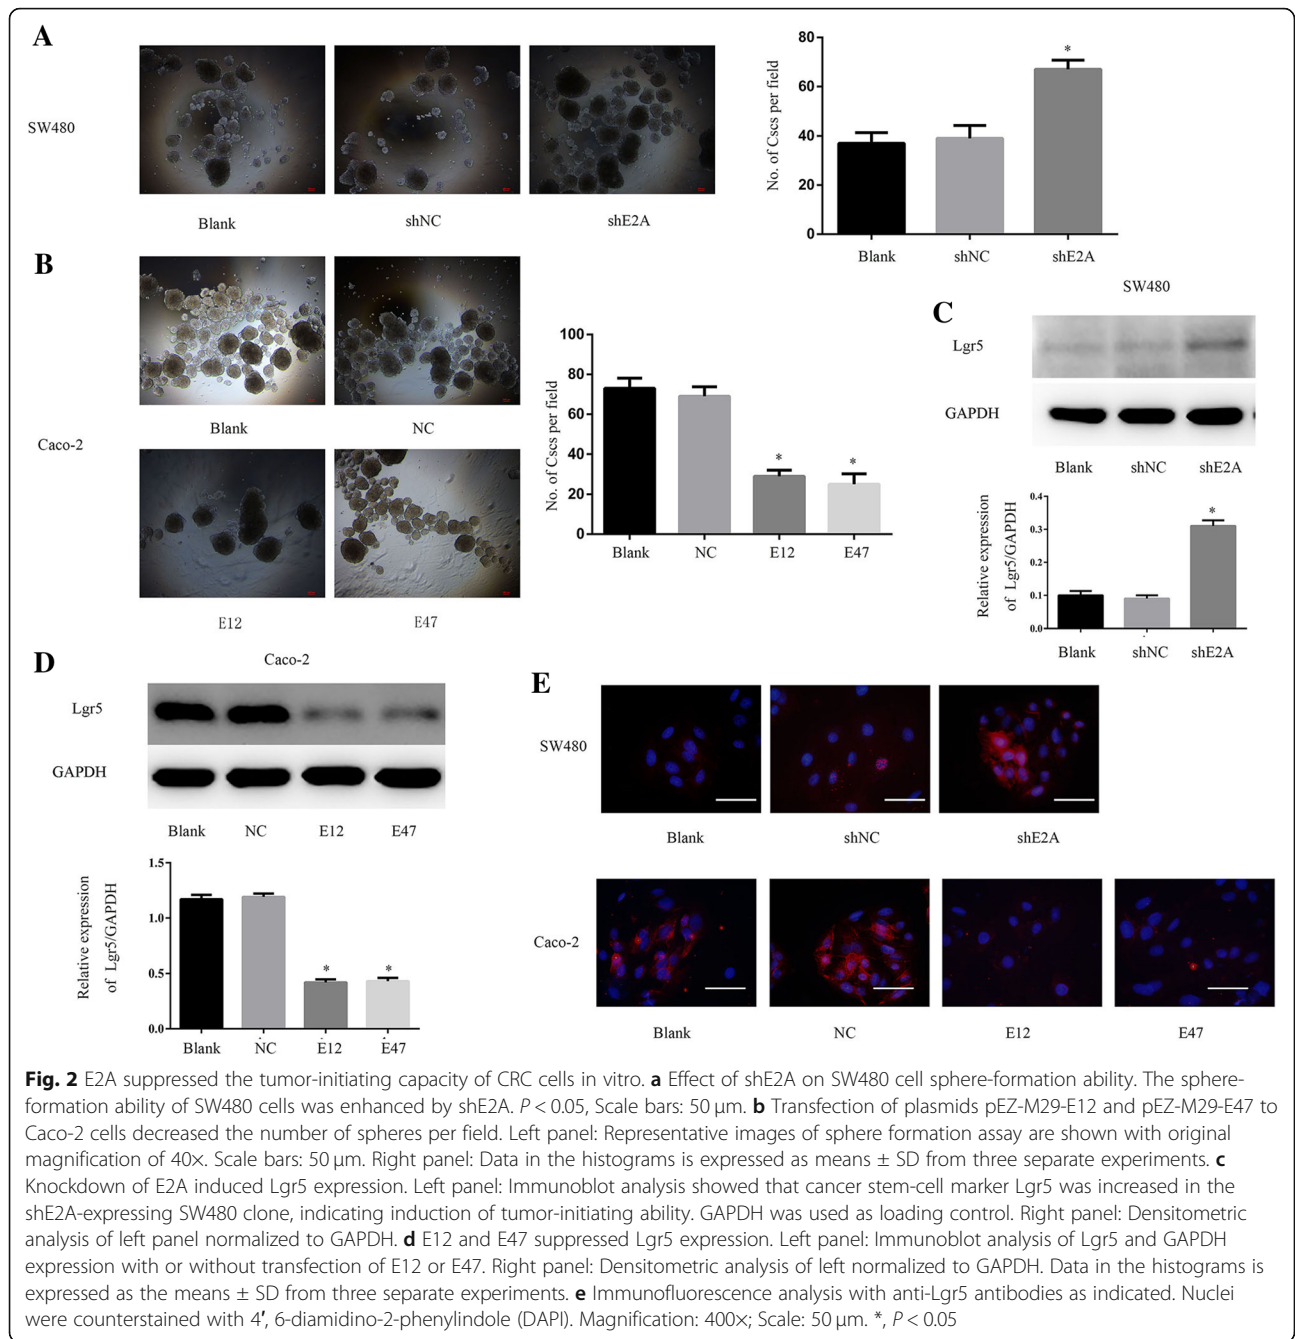 A
SW480
Blank
shNC
shE2A
No. of Cscs per field
80
60
40
20
0
*
Blank
shNC
shE2A
B
Caco-2
Blank
NC
E12
E47
No. of Cscs per field
100
80
60
40
20
0
*
*
Blank
NC
E12
E47
C
SW480
Lgr5
GAPDH
Blank
shNC
shE2A
Relative expression
of Lgr5/GAPDH
0.4
0.3
0.2
0.1
0.0
*
Blank
shNC
shE2A
D
Caco-2
Lgr5
GAPDH
Blank
NC
E12
E47
Relative expression
of Lgr5/GAPDH
1.5
1.0
0.5
0.0
*
*
Blank
NC
E12
E47
E
SW480
Blank
shNC
shE2A
Caco-2
Blank
NC
E12
E47
Fig. 2 E2A suppressed the tumor-initiating capacity of CRC cells in vitro. a Effect of shE2A on SW480 cell sphere-formation ability. The sphere-
formation ability of SW480 cells was enhanced by shE2A. P < 0.05, Scale bars: 50 μm. b Transfection of plasmids pEZ-M29-E12 and pEZ-M29-E47 to
Caco-2 cells decreased the number of spheres per field. Left panel: Representative images of sphere formation assay are shown with original
magnification of 40×. Scale bars: 50 μm. Right panel: Data in the histograms is expressed as means ± SD from three separate experiments. c
Knockdown of E2A induced Lgr5 expression. Left panel: Immunoblot analysis showed that cancer stem-cell marker Lgr5 was increased in the
shE2A-expressing SW480 clone, indicating induction of tumor-initiating ability. GAPDH was used as loading control. Right panel: Densitometric
analysis of left panel normalized to GAPDH. d E12 and E47 suppressed Lgr5 expression. Left panel: Immunoblot analysis of Lgr5 and GAPDH
expression with or without transfection of E12 or E47. Right panel: Densitometric analysis of left normalized to GAPDH. Data in the histograms is
expressed as the means ± SD from three separate experiments. e Immunofluorescence analysis with anti-Lgr5 antibodies as indicated. Nuclei
were counterstained with 4′, 6-diamidino-2-phenylindole (DAPI). Magnification: 400×; Scale: 50 μm. *, P < 0.05